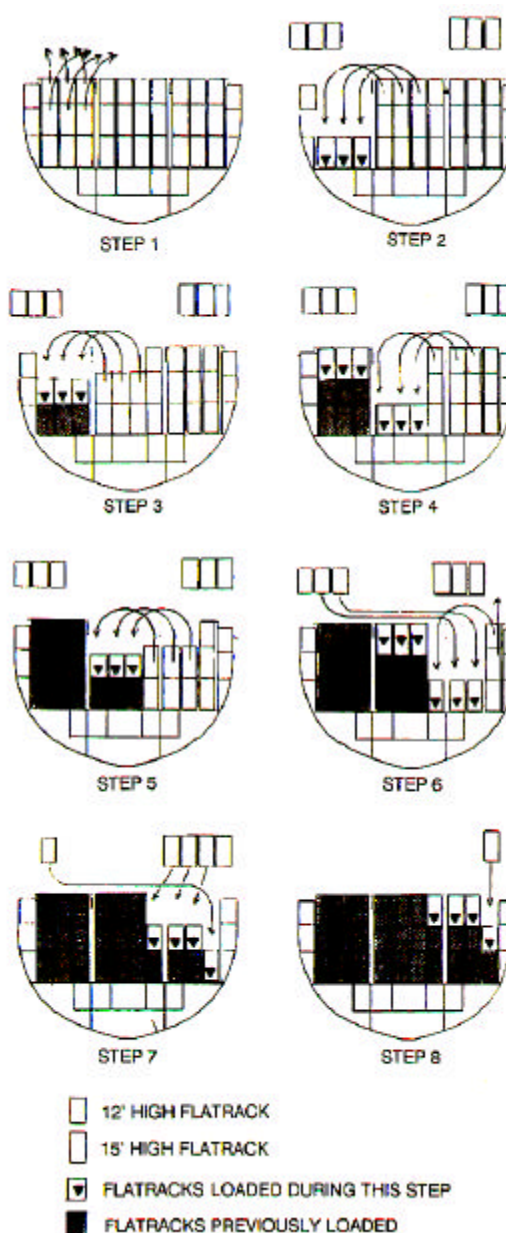 STEP 1
STEP 2
STEP 3
STEP 4
STEP 5
STEP 6
STEP 7
STEP 8
12' HIGH FLATRACK
15' HIGH FLATRACK
FLATRACKS LOADED DURING THIS STEP
FLATRACKS PREVIOUSLY LOADED